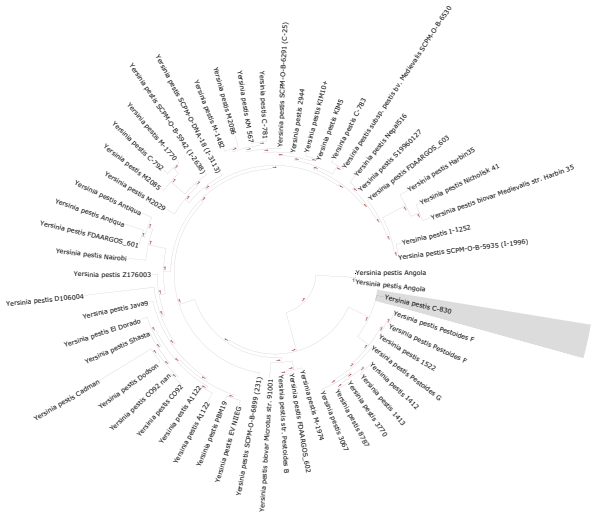 Yersinia pestis Angola
Yersinia pestis Angola
Yersinia pestis C-830
Yersinia pestis Pestoides F
Yersinia pestis Pestoides F
Yersinia pestis 1522
Yersinia pestis Pestoides G
Yersinia pestis 1412
Yersinia pestis 1413
Yersinia pestis 3770
Yersinia pestis 8787
Yersinia pestis 3067
Yersinia pestis M-1974
Yersinia pestis FDAARGOS_602
Yersinia pestis str. Pestoides B
Yersinia pestis biovar Microtus str. 91001
Yersinia pestis SCPM-O-B-6899 (231)
Yersinia pestis EV NIIEG
Yersinia pestis PBM19
Yersinia pestis A1122
Yersinia pestis A1122
Yersinia pestis CO92
Yersinia pestis CO92 nan
Yersinia pestis Dodson
Yersinia pestis Cadman
Yersinia pestis Shasta
Yersinia pestis El Dorado
Yersinia pestis Java9
Yersinia pestis D106004
Yersinia pestis Z176003
Yersinia pestis Nairobi
Yersinia pestis FDAARGOS_601
Yersinia pestis Antiqua
Yersinia pestis Antiqua
Yersinia pestis M2029
Yersinia pestis M2085
Yersinia pestis C-792
Yersinia pestis M-1770
Yersinia pestis SCPM-O-B-5942 (I-2638)
Yersinia pestis SCPM-O-DNA-18 (I-3113)
Yersinia pestis M-1482
Yersinia pestis M2086
Yersinia pestis KM 567
Yersinia pestis C-781
Yersinia pestis SCPM-O-B-6291 (C-25)
Yersinia pestis 2944
Yersinia pestis KIM10+
Yersinia pestis KIM5
Yersinia pestis C-783
Yersinia pestis subsp. pestis bv. Medievalis SCPM-O-B-6530
Yersinia pestis Nepal516
Yersinia pestis S19960127
Yersinia pestis FDAARGOS_603
Yersinia pestis Harbin35
Yersinia pestis Nicholisk 41
Yersinia pestis biovar Medievalis str. Harbin 35
Yersinia pestis I-1252
Yersinia pestis SCPM-O-B-5935 (I-1996)